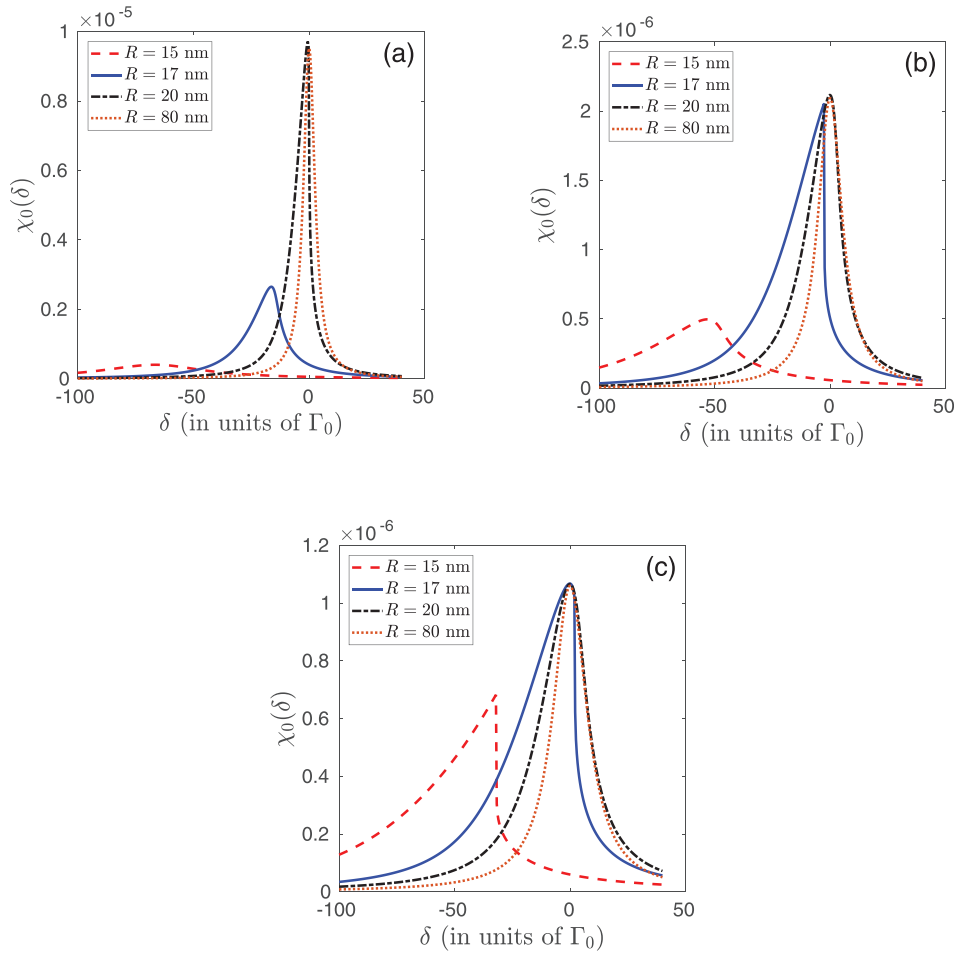 ×10⁻⁵
(a)
R = 15 nm
R = 17 nm
R = 20 nm
R = 80 nm
1
0.8
0.6
0.4
0.2
0
χ₀(δ)
-100
-50
0
50
δ (in units of Γ₀)
×10⁻⁶
(b)
R = 15 nm
R = 17 nm
R = 20 nm
R = 80 nm
2.5
2
1.5
1
0.5
0
χ₀(δ)
-100
-50
0
50
δ (in units of Γ₀)
×10⁻⁶
(c)
R = 15 nm
R = 17 nm
R = 20 nm
R = 80 nm
1.2
1
0.8
0.6
0.4
0.2
0
χ₀(δ)
-100
-50
0
50
δ (in units of Γ₀)